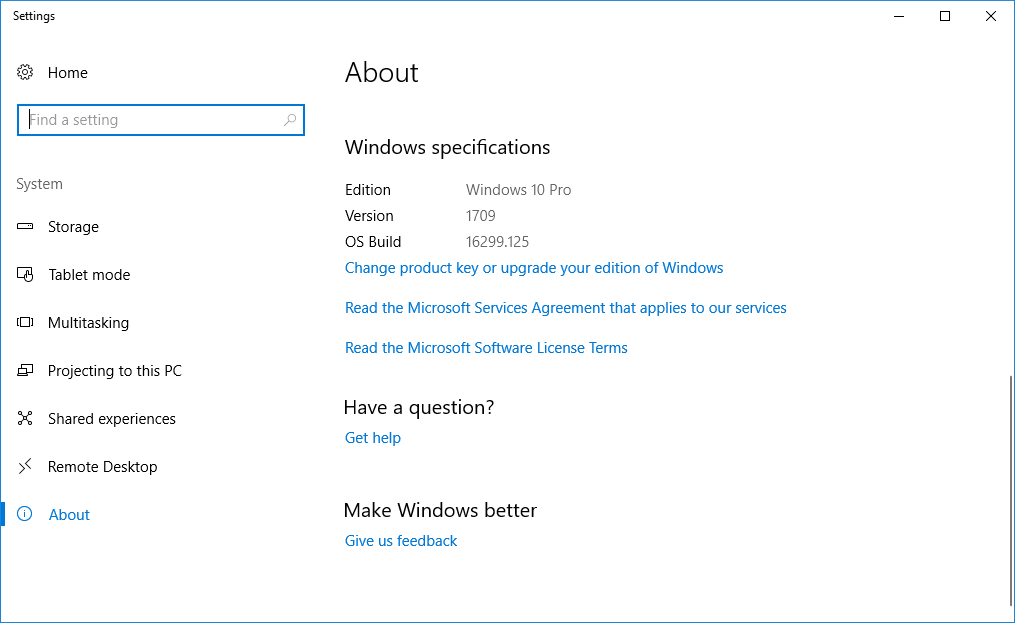 Settings
Home
Find a setting
System
Storage
Tablet mode
Multitasking
Projecting to this PC
Shared experiences
Remote Desktop
About
About
Windows specifications
Edition Windows 10 Pro
Version 1709
OS Build 16299.125
Change product key or upgrade your edition of Windows
Read the Microsoft Services Agreement that applies to our services
Read the Microsoft Software License Terms
Have a question?
Get help
Make Windows better
Give us feedback